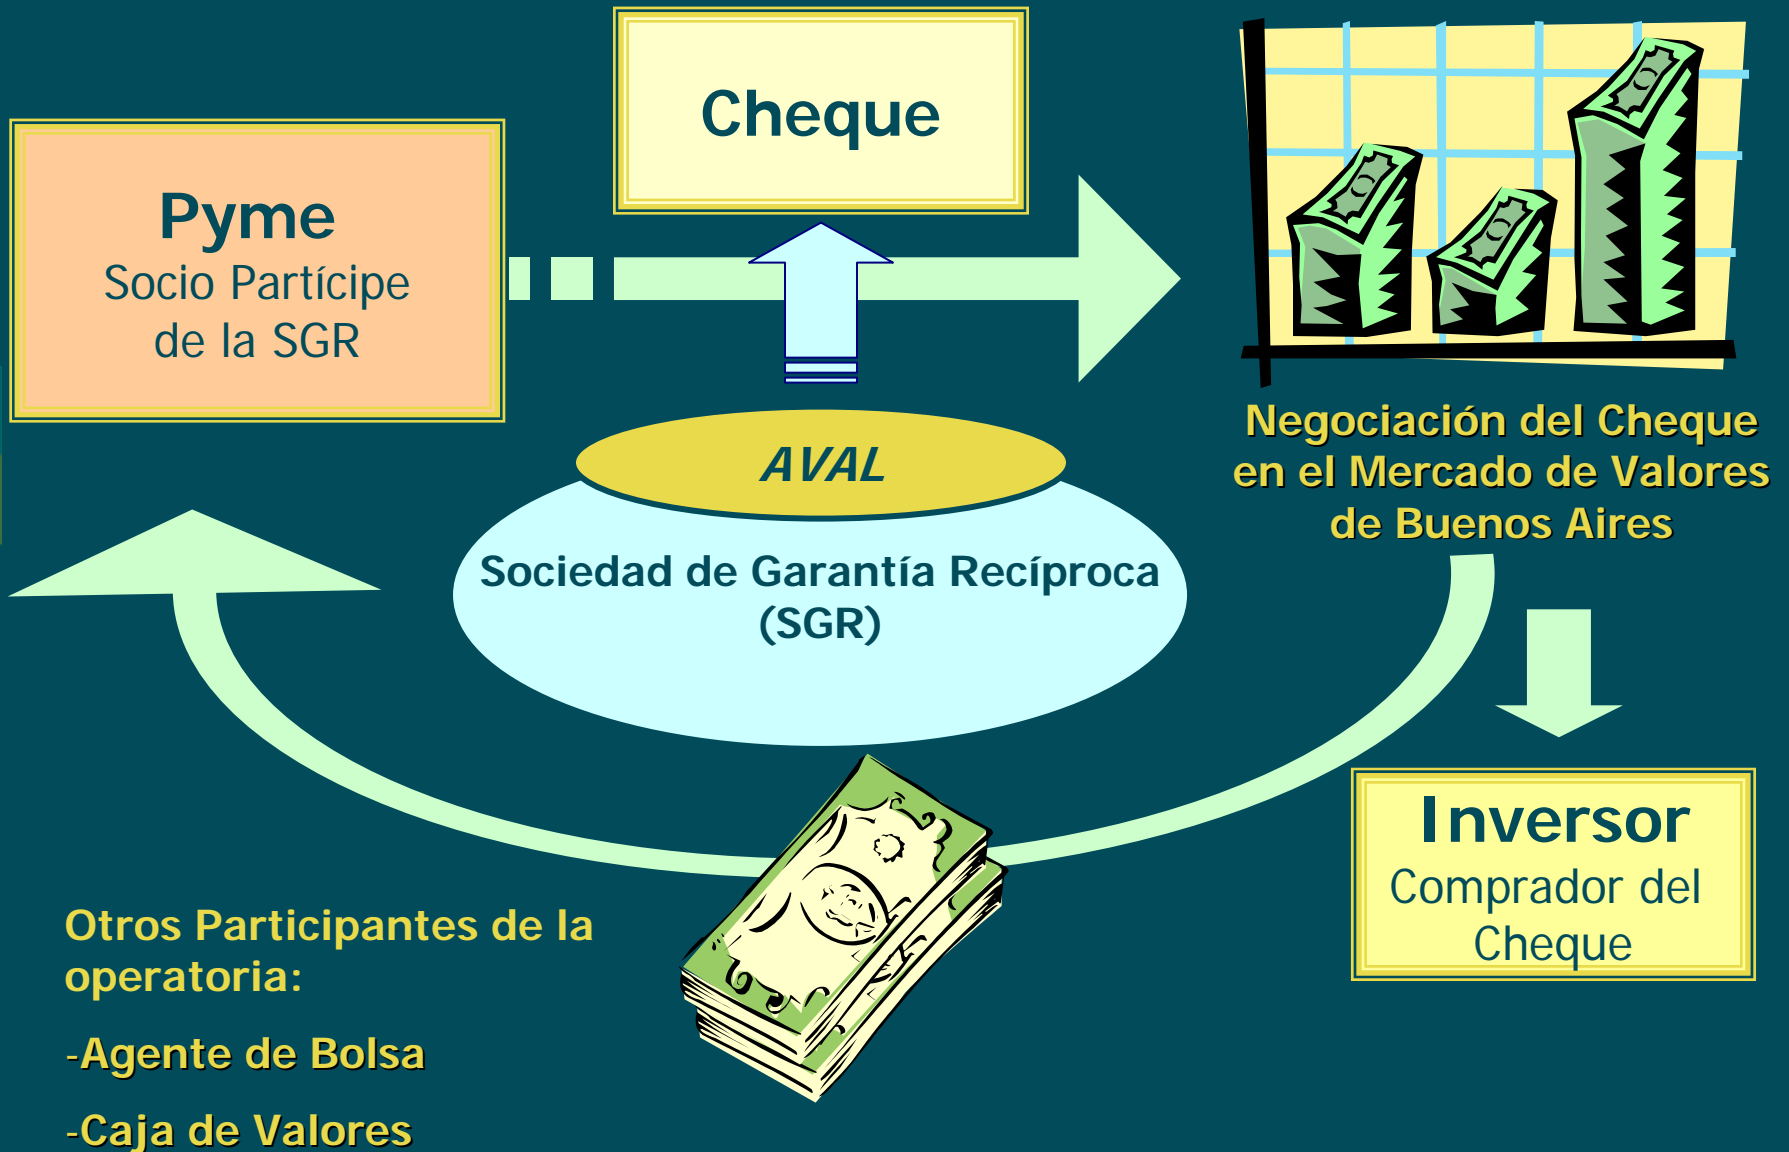 Cheque
Pyme
Socio Partícipe
de la SGR
Negociación del Cheque
en el Mercado de Valores
de Buenos Aires
AVAL
Sociedad de Garantía Recíproca
(SGR)
Inversor
Comprador del
Cheque
Otros Participantes de la
operatoria:
-Agente de Bolsa
-Caja de Valores